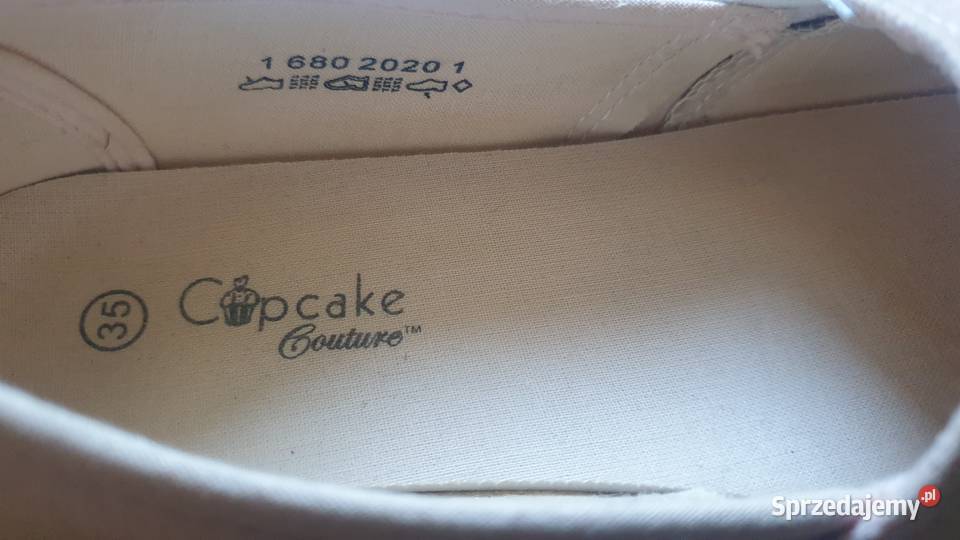 1 680 2020 1
35
Cupcake
Couture™
Sprzedajemy.pl